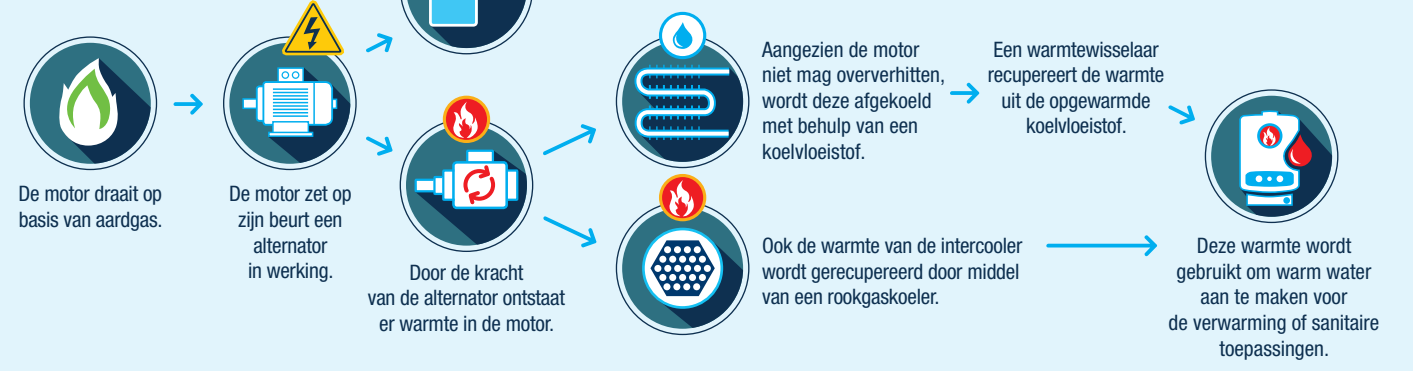 De motor draait op
basis van aardgas.
De motor zet op
zijn beurt een
alternator
in werking.
Door de kracht
van de alternator ontstaat
er warmte in de motor.
Aangezien de motor
niet mag oververhitten,
wordt deze afgekoeld
met behulp van een
koelvloeistof.
Een warmtewisselaar
recupereert de warmte
uit de opgewarmde
koelvloeistof.
Ook de warmte van de intercooler
wordt gerecupereerd door middel
van een rookgaskoeler.
Deze warmte wordt
gebruikt om warm water
aan te maken voor
de verwarming of sanitaire
toepassingen.